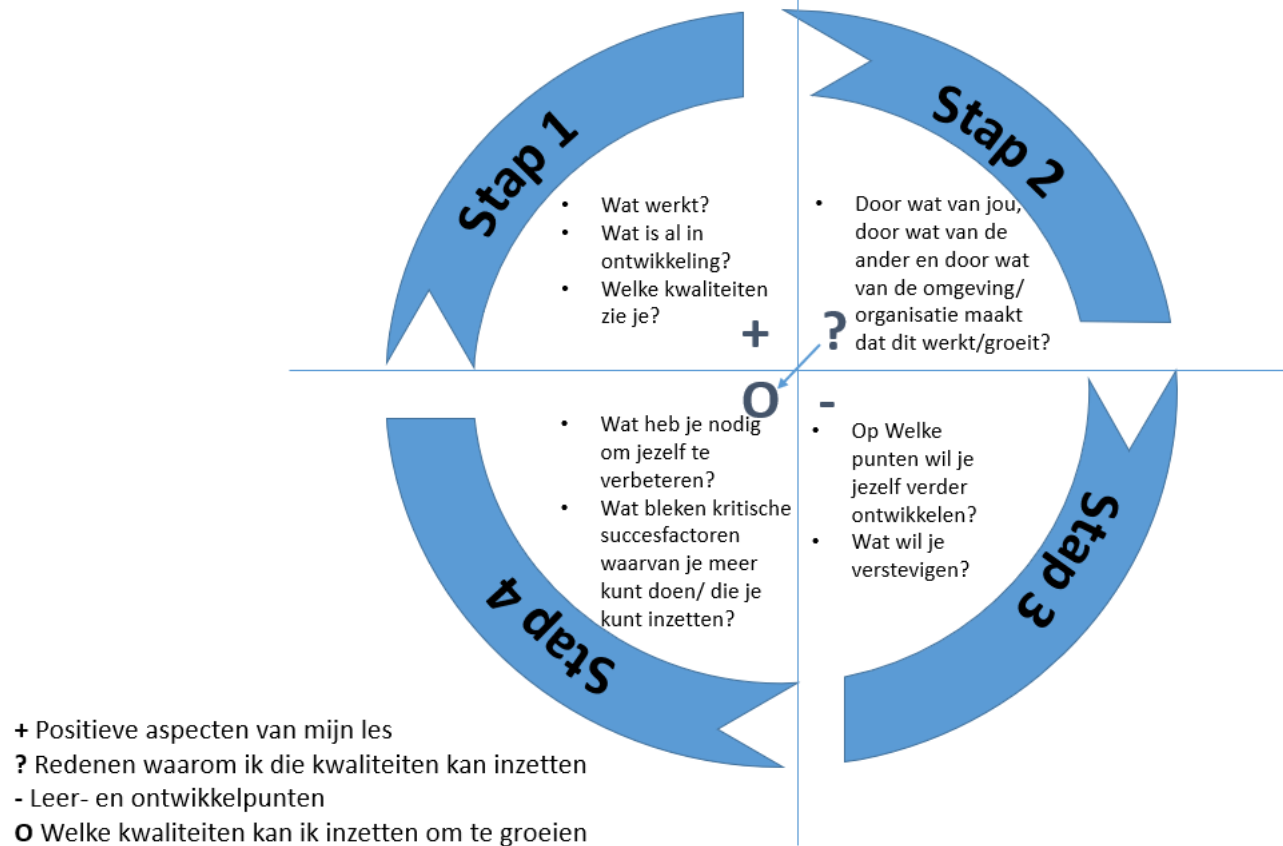 Stap 1
• Wat werkt?
• Wat is al in
ontwikkeling?
• Welke kwaliteiten
zie je?
+
Stap 2
• Door wat van jou,
door wat van de
ander en door wat
van de omgeving/
organisatie maakt
dat dit werkt/groeit?
?
Stap 3
-
• Op Welke
punten wil je
jezelf verder
ontwikkelen?
• Wat wil je
verstevigen?
Stap 4
O
• Wat heb je nodig
om jezelf te
verbeteren?
• Wat bleken kritische
succesfactoren
waarvan je meer
kunt doen/ die je
kunt inzetten?
+ Positieve aspecten van mijn les
? Redenen waarom ik die kwaliteiten kan inzetten
- Leer- en ontwikkelpunten
O Welke kwaliteiten kan ik inzetten om te groeien